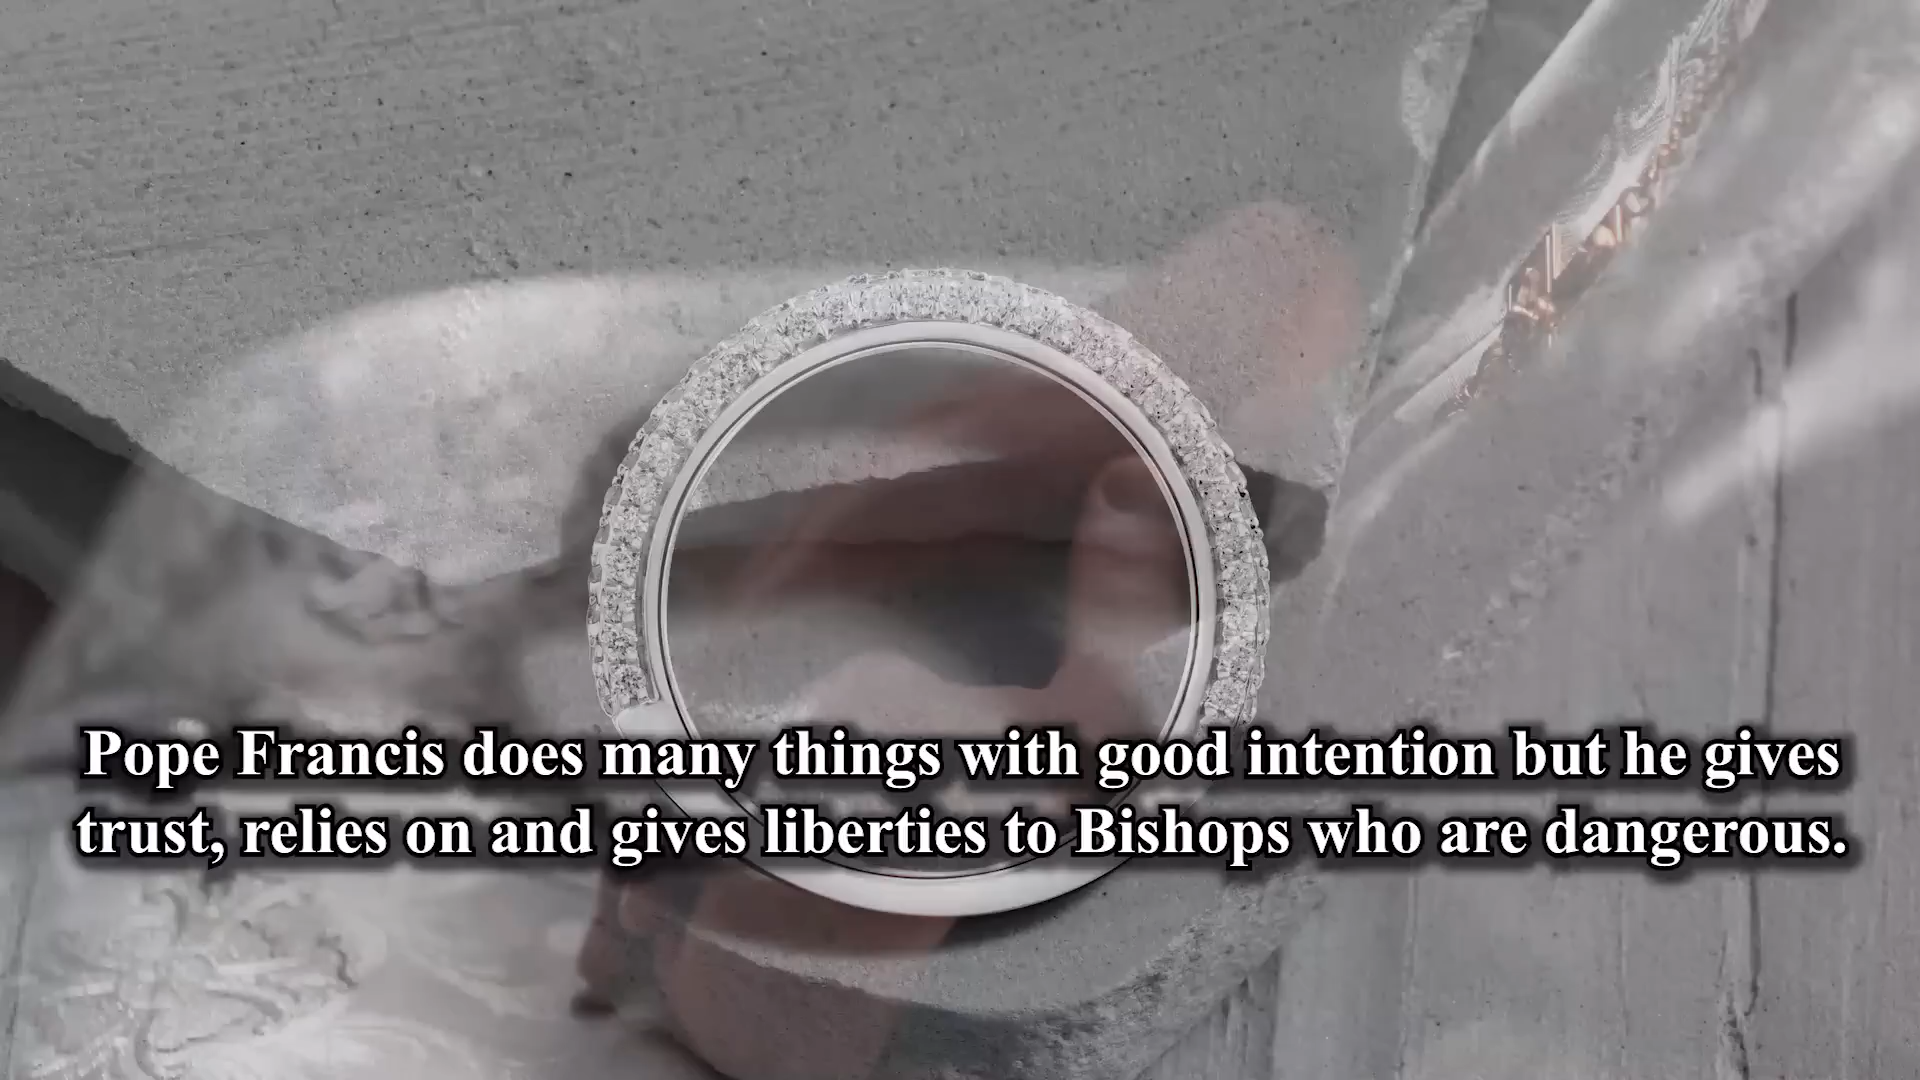 Pope Francis does many things with good intention but he gives
trust, relies on and gives liberties to Bishops who are dangerous.